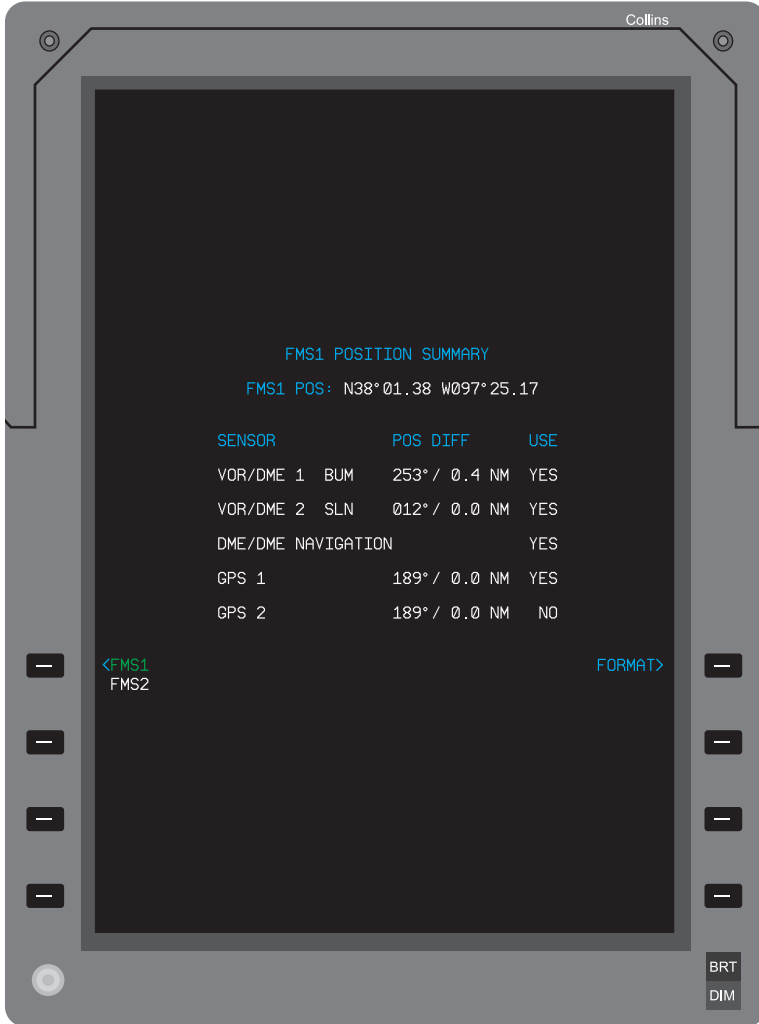 Collins
FMS1 POSITION SUMMARY
FMS1 POS: N38°01.38 W097°25.17
SENSOR POS DIFF USE
VOR/DME 1 BUM 253°/ 0.4 NM YES
VOR/DME 2 SLN 012°/ 0.0 NM YES
DME/DME NAVIGATION YES
GPS 1 189°/ 0.0 NM YES
GPS 2 189°/ 0.0 NM NO
<FMS1 FORMAT>
FMS2
BRT
DIM